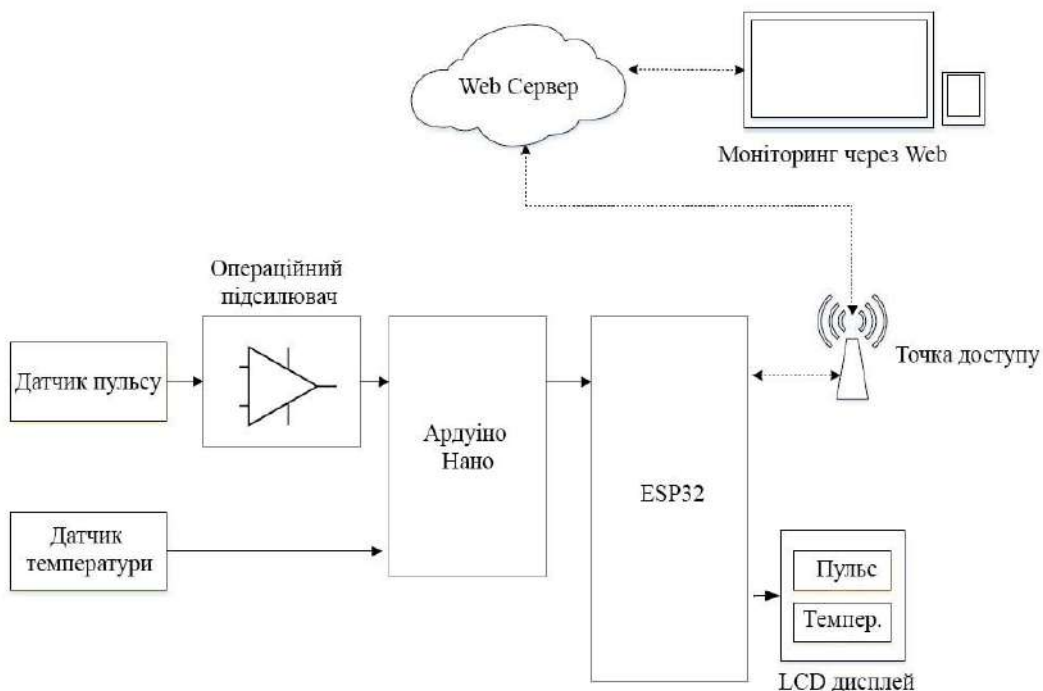 Web Сервер
Моніторинг через Web
Операційний
підсилювач
Точка доступу
Датчик пульсу
Ардуіно
Нано
ESP32
Датчик
температури
Пульс
Темпер.
LCD дисплей